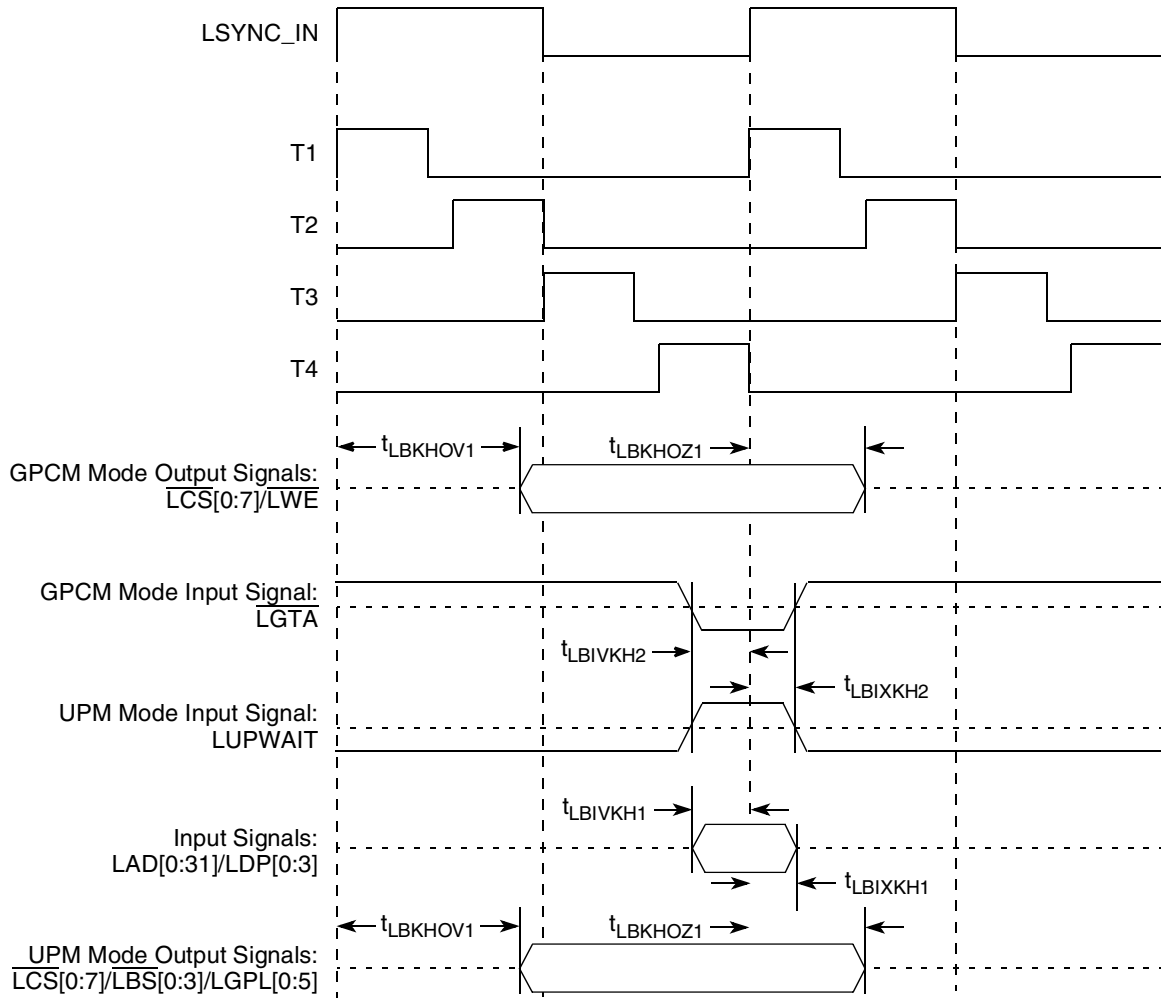 LSYNC_IN
T1
T2
T3
T4
tLBKHOV1
tLBKHOZ1
GPCM Mode Output Signals:
LCS[0:7]/LWE
GPCM Mode Input Signal:
LGTA
tLBIVKH2
tLBIXKH2
UPM Mode Input Signal:
LUPWAIT
tLBIVKH1
Input Signals:
LAD[0:31]/LDP[0:3]
tLBIXKH1
tLBKHOV1
tLBKHOZ1
UPM Mode Output Signals:
LCS[0:7]/LBS[0:3]/LGPL[0:5]